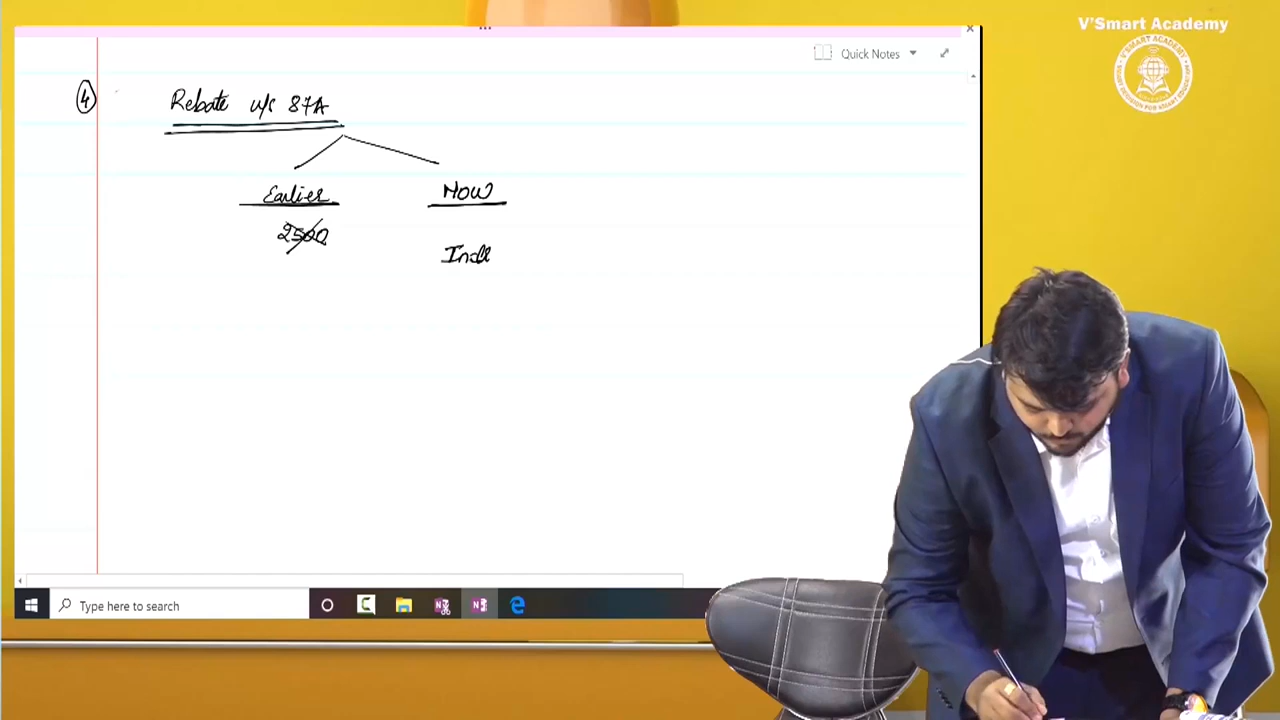 V'Smart Academy
Quick Notes
4 Rebate u/s 87A
Earlier Now
2500
Indl
Type here to search